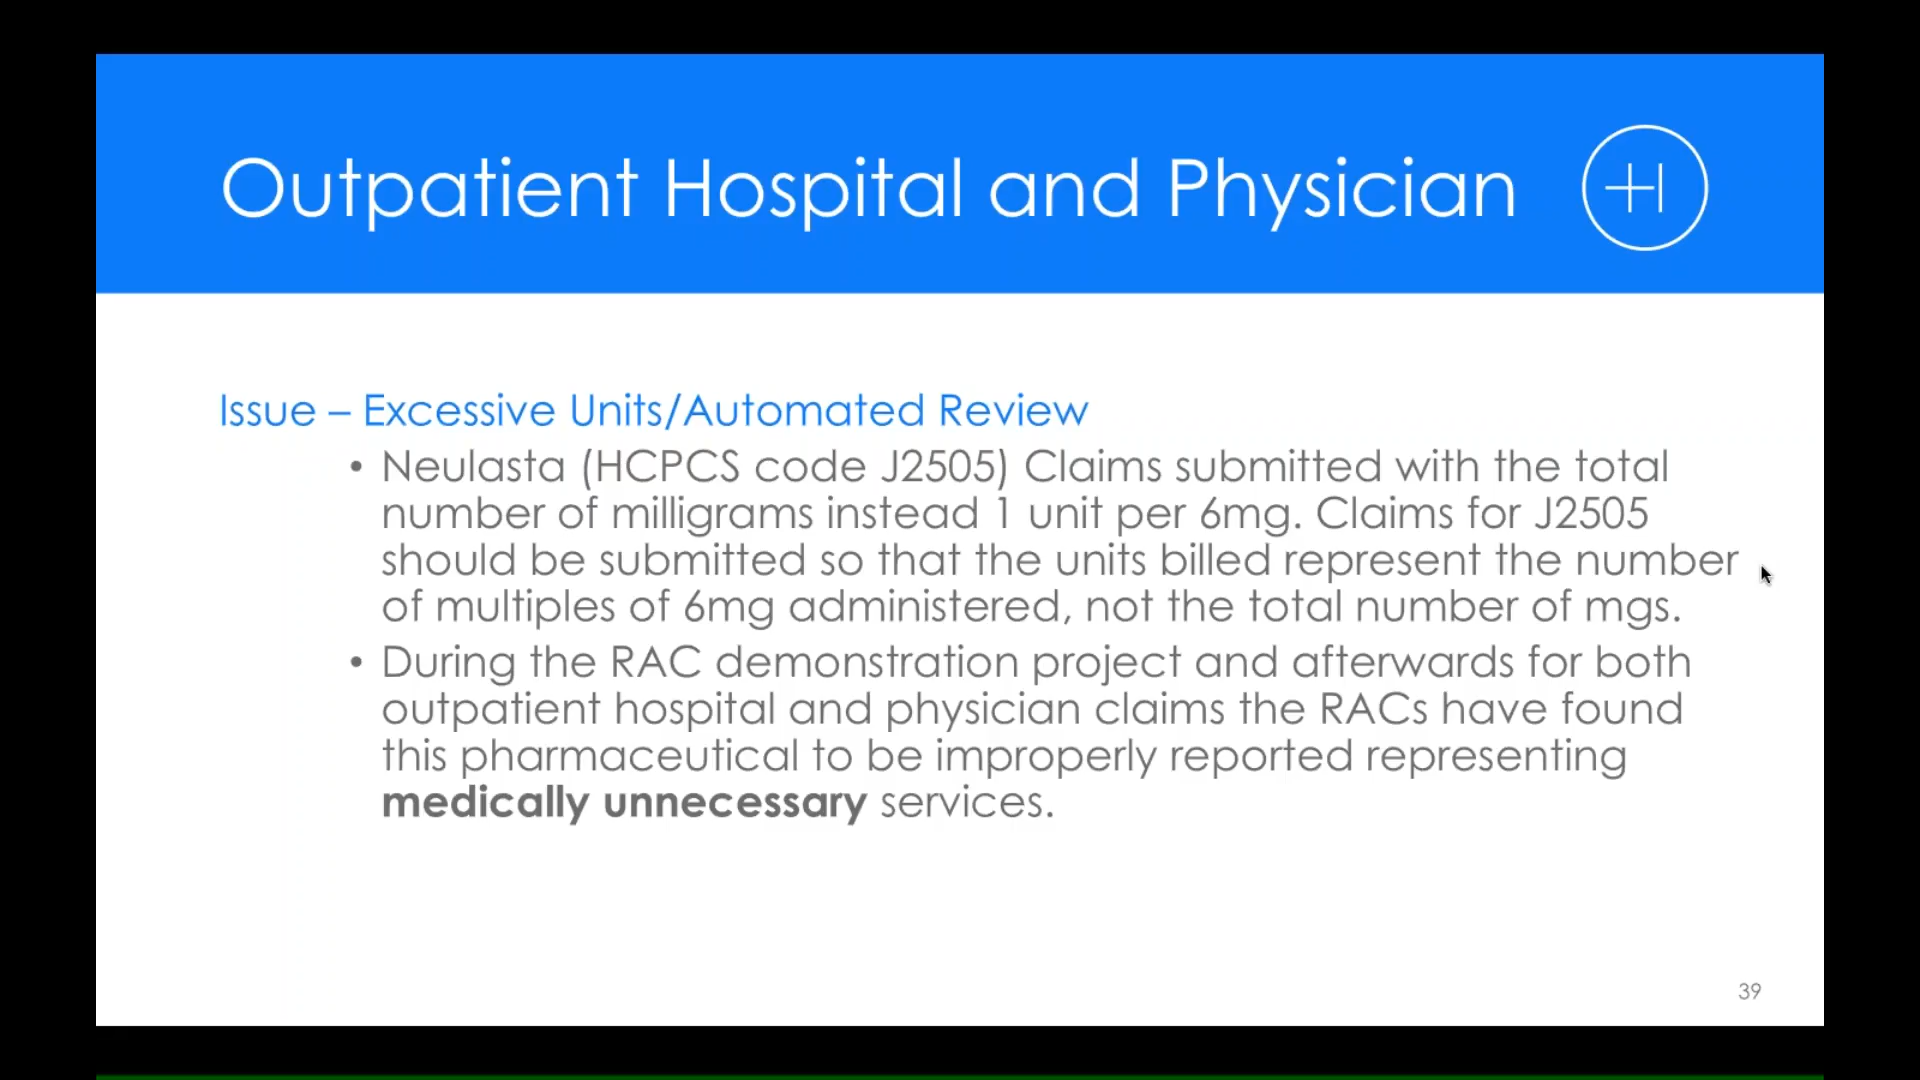 Outpatient Hospital and Physician
H
Issue – Excessive Units/Automated Review
• Neulasta (HCPCS code J2505) Claims submitted with the total
number of milligrams instead 1 unit per 6mg. Claims for J2505
should be submitted so that the units billed represent the number
of multiples of 6mg administered, not the total number of mgs.
• During the RAC demonstration project and afterwards for both
outpatient hospital and physician claims the RACs have found
this pharmaceutical to be improperly reported representing
medically unnecessary services.
39